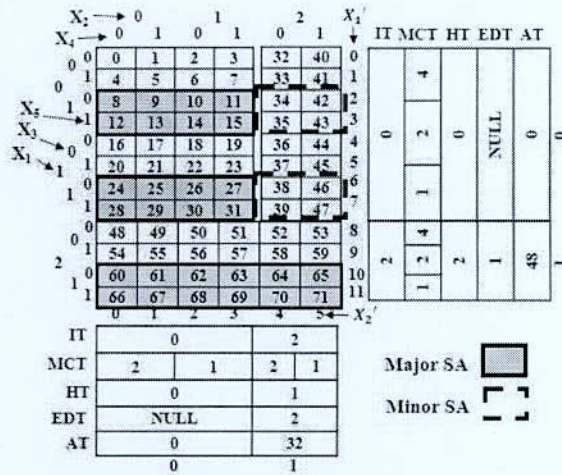 X₂ 0 1 2 X₁'
X₄ 0 1 0 1 0 1 IT MCT HT EDT AT
0 0 0 1 2 3 32 40 0
1 4 5 6 7 33 41 1
1 0 8 9 10 11 34 42 2
X₅ 1 12 13 14 15 35 43 3
X₃ 0 0 16 17 18 19 36 44 4
X₁ 1 1 20 21 22 23 37 45 5
1 0 24 25 26 27 38 46 6
1 28 29 30 31 39 47 7
0 0 48 49 50 51 52 53 8
1 54 55 56 57 58 59 9
2 1 0 60 61 62 63 64 65 10
1 66 67 68 69 70 71 11
0 1 2 3 4 5 X₂'
0 4 2 1 0 NULL 0 0
2 4 2 1 2 1 48 1
IT 0 2
MCT 2 1 2 1
HT 0 1
EDT NULL 2
AT 0 32
0 1
Major SA
Minor SA